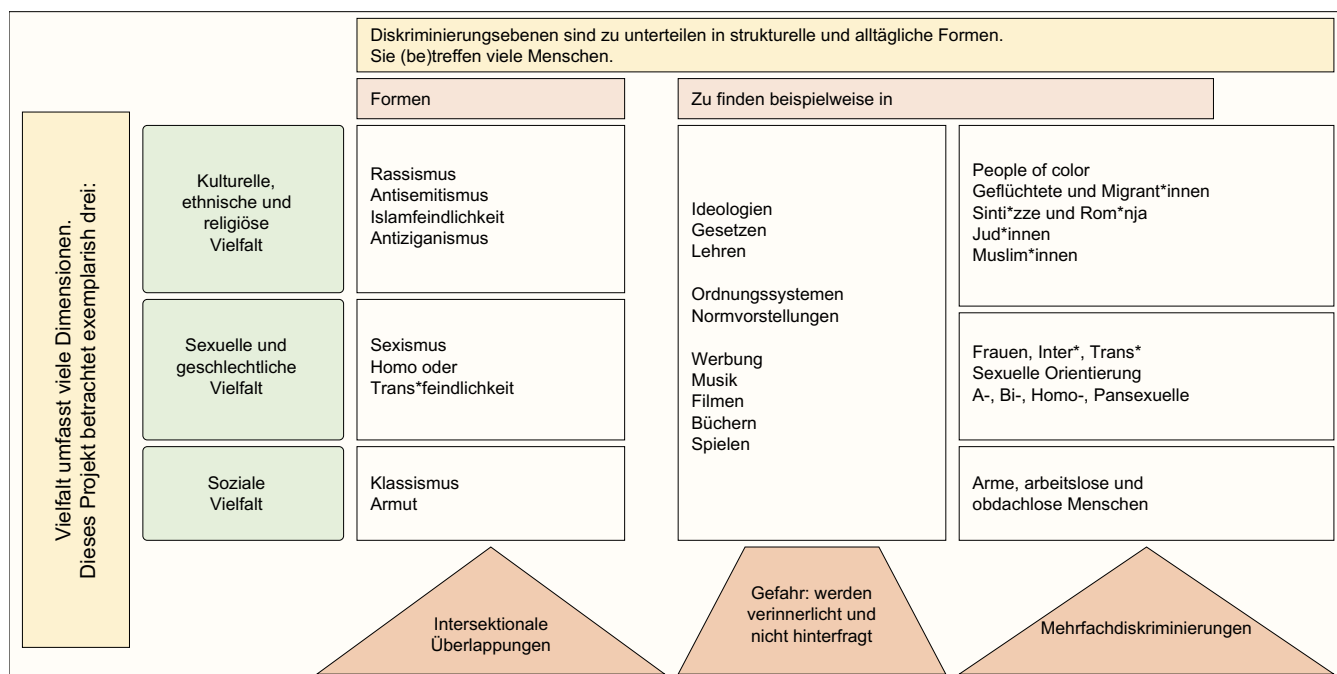 Diskriminierungsebenen sind zu unterteilen in strukturelle und alltägliche Formen.
Sie (be)treffen viele Menschen.
Formen
Zu finden beispielweise in
Vielfalt umfasst viele Dimensionen.
Dieses Projekt betrachtet exemplarish drei:
Kulturelle,
ethnische und
religiöse
Vielfalt
Rassismus
Antisemitismus
Islamfeindlichkeit
Antiziganismus
Ideologien
Gesetzen
Lehren
Ordnungssystemen
Normvorstellungen
Werbung
Musik
Filmen
Büchern
Spielen
People of color
Geflüchtete und Migrant*innen
Sinti*zze und Rom*nja
Jud*innen
Muslim*innen
Sexuelle und
geschlechtliche
Vielfalt
Sexismus
Homo oder
Trans*feindlichkeit
Frauen, Inter*, Trans*
Sexuelle Orientierung
A-, Bi-, Homo-, Pansexuelle
Soziale
Vielfalt
Klassismus
Armut
Arme, arbeitslose und
obdachlose Menschen
Intersektionale
Überlappungen
Gefahr: werden
verinnerlicht und
nicht hinterfragt
Mehrfachdiskriminierungen